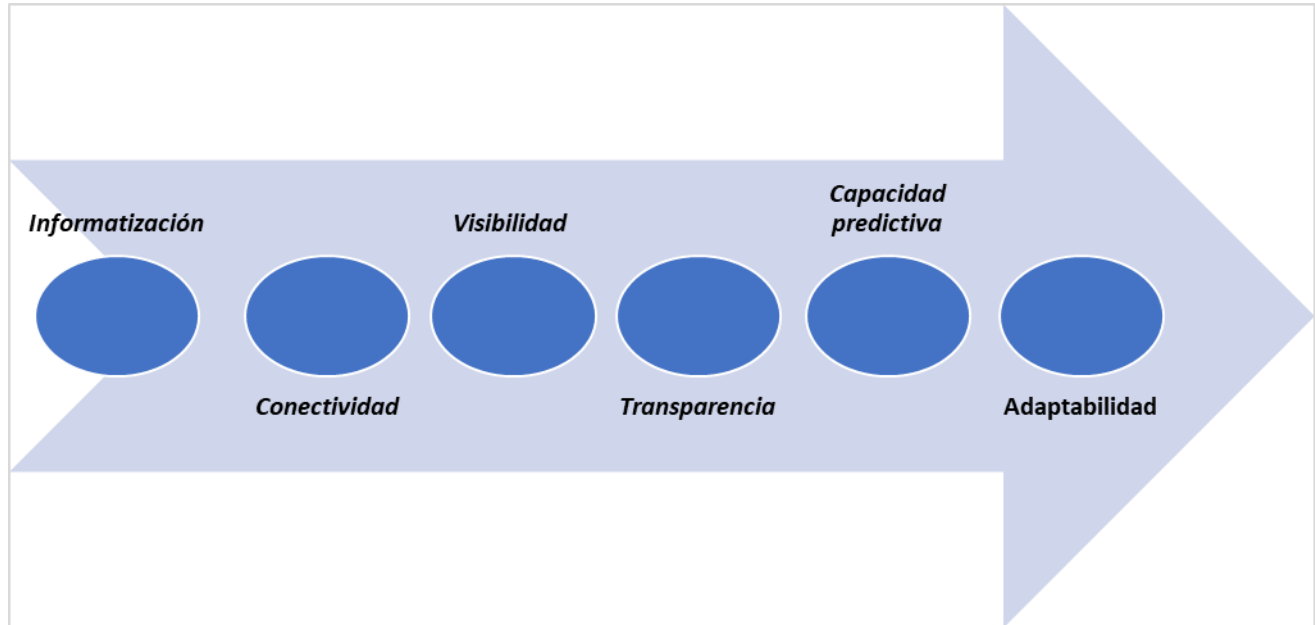 Informatización
Conectividad
Visibilidad
Transparencia
Capacidad
predictiva
Adaptabilidad